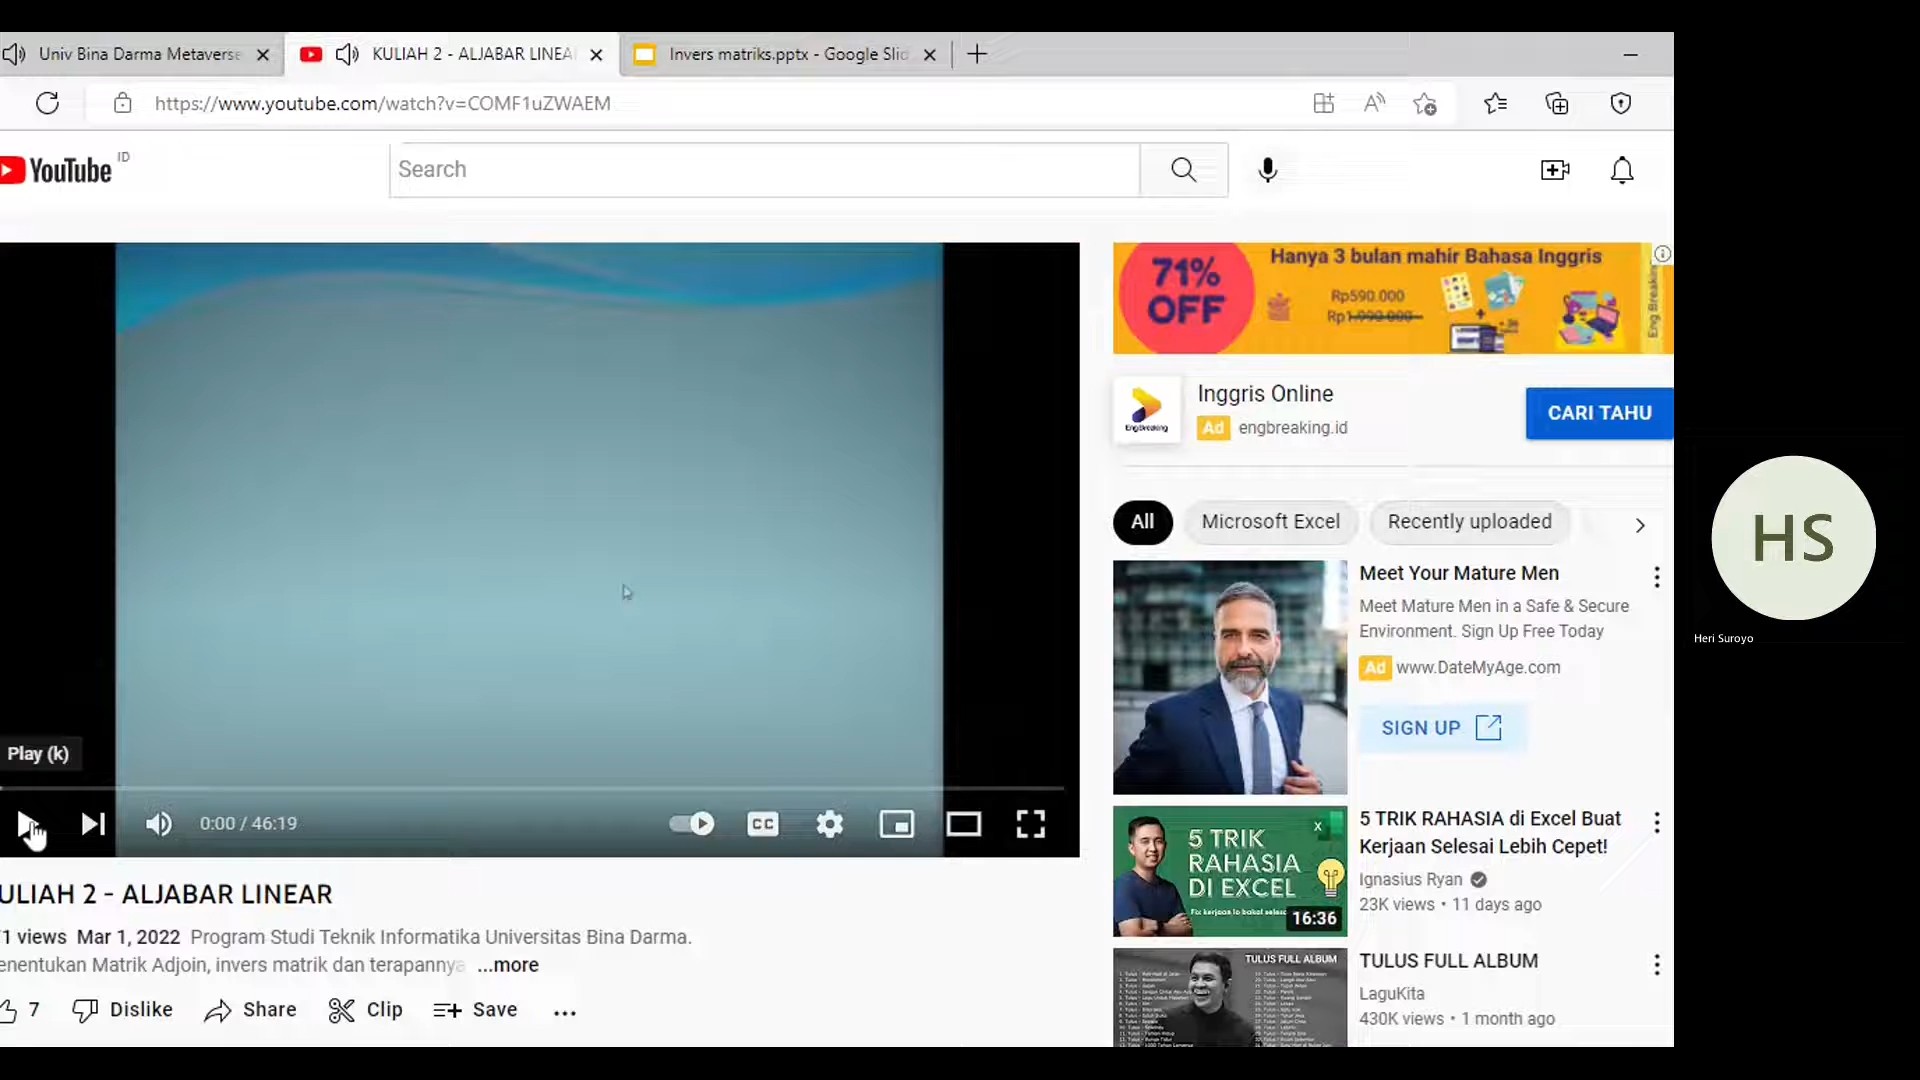 Univ Bina Darma Metaverse
KULIAH 2 - ALJABAR LINEA
Invers matriks.pptx - Google Slid
https://www.youtube.com/watch?v=COMF1uZWAEM
YouTube ID
Search
71% OFF
Hanya 3 bulan mahir Bahasa Inggris
Rp590.000
Rp1.990.000
Eng Breaking
Inggris Online
Ad engbreaking.id
CARI TAHU
All
Microsoft Excel
Recently uploaded
Meet Your Mature Men
Meet Mature Men in a Safe & Secure
Environment. Sign Up Free Today
Ad www.DateMyAge.com
SIGN UP
HS
Heri Suroyo
Play (k)
0:00 / 46:19
CC
5 TRIK
RAHASIA
DI EXCEL
16:36
5 TRIK RAHASIA di Excel Buat
Kerjaan Selesai Lebih Cepet!
Ignasius Ryan
23K views • 11 days ago
ULIAH 2 - ALJABAR LINEAR
1 views Mar 1, 2022 Program Studi Teknik Informatika Universitas Bina Darma.
enentukan Matrik Adjoin, invers matrik dan terapannya ...more
7
Dislike
Share
Clip
Save
TULUS FULL ALBUM
TULUS FULL ALBUM
LaguKita
430K views • 1 month ago